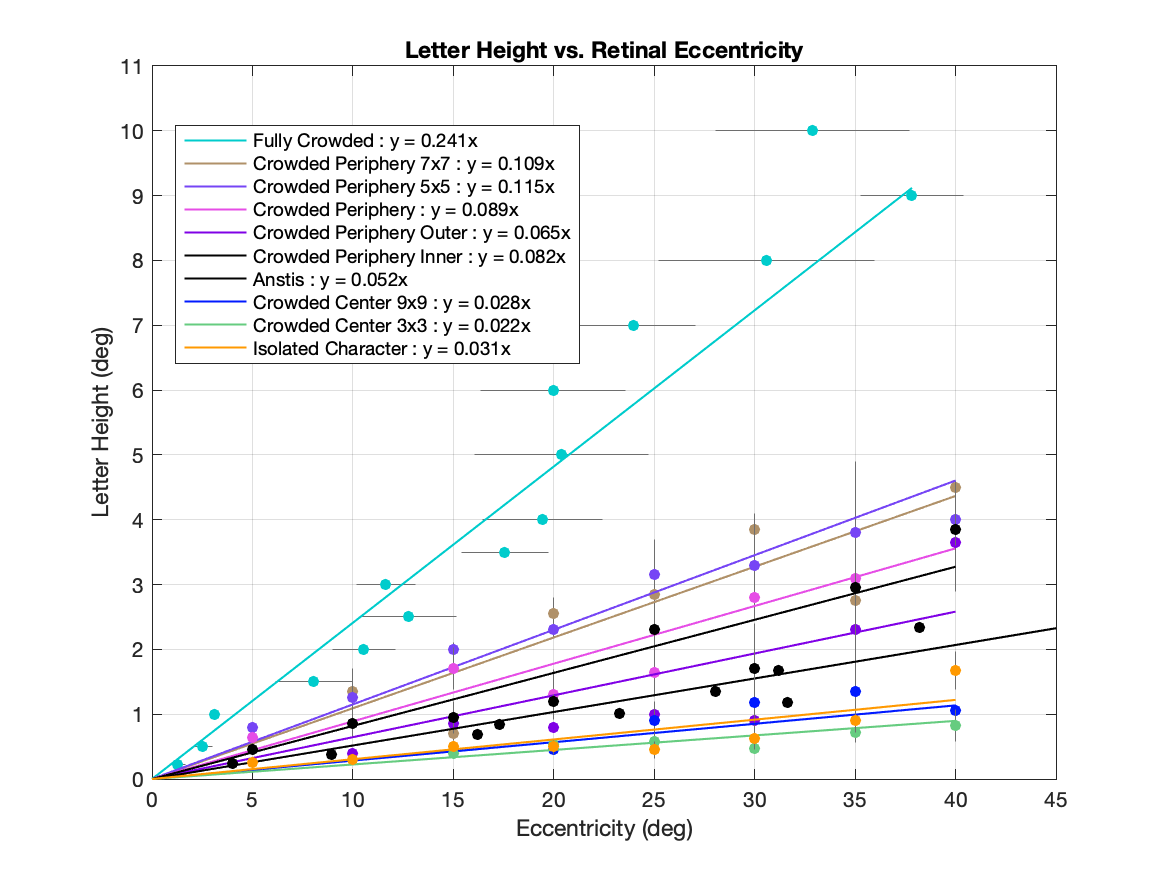 Letter Height vs. Retinal Eccentricity
11
10
9
8
7
6
5
4
3
2
1
0
Letter Height (deg)
Fully Crowded : y = 0.241x
Crowded Periphery 7x7 : y = 0.109x
Crowded Periphery 5x5 : y = 0.115x
Crowded Periphery : y = 0.089x
Crowded Periphery Outer : y = 0.065x
Crowded Periphery Inner : y = 0.082x
Anstis : y = 0.052x
Crowded Center 9x9 : y = 0.028x
Crowded Center 3x3 : y = 0.022x
Isolated Character : y = 0.031x
0 5 10 15 20 25 30 35 40 45
Eccentricity (deg)